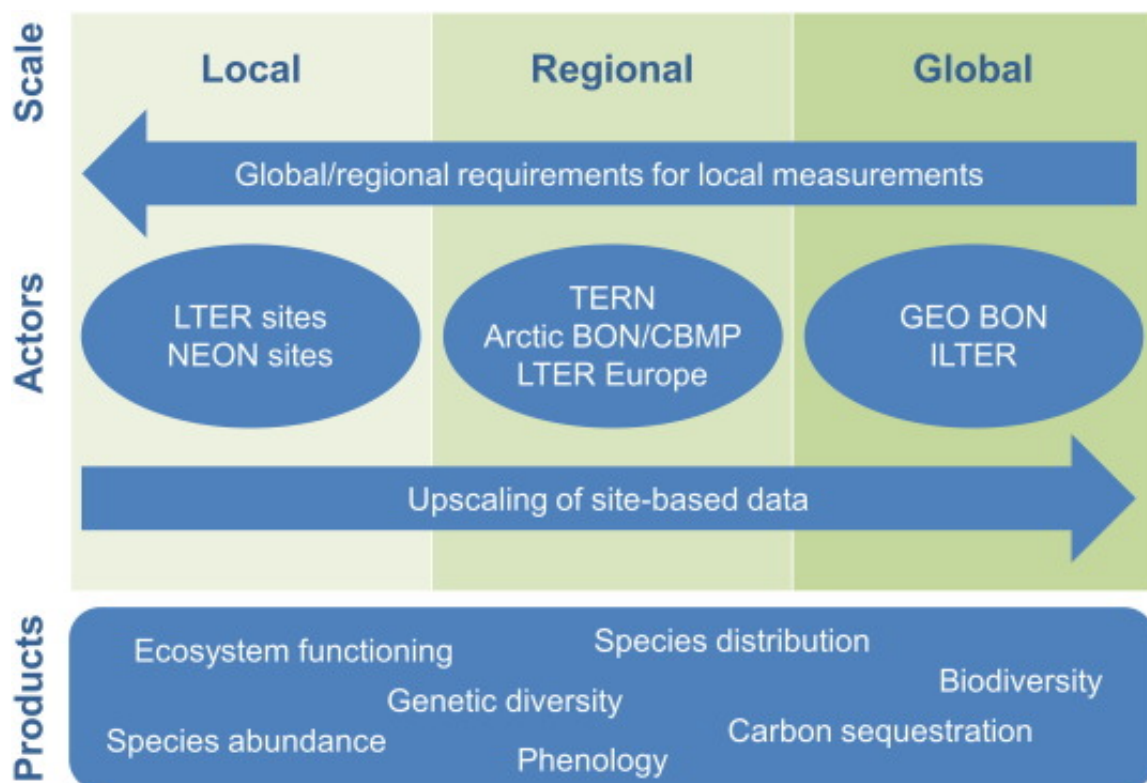 Scale
Local
Regional
Global
Global/regional requirements for local measurements
Actors
LTER sites
NEON sites
TERN
Arctic BON/CBMP
LTER Europe
GEO BON
ILTER
Upscaling of site-based data
Products
Ecosystem functioning
Species distribution
Biodiversity
Genetic diversity
Carbon sequestration
Species abundance
Phenology